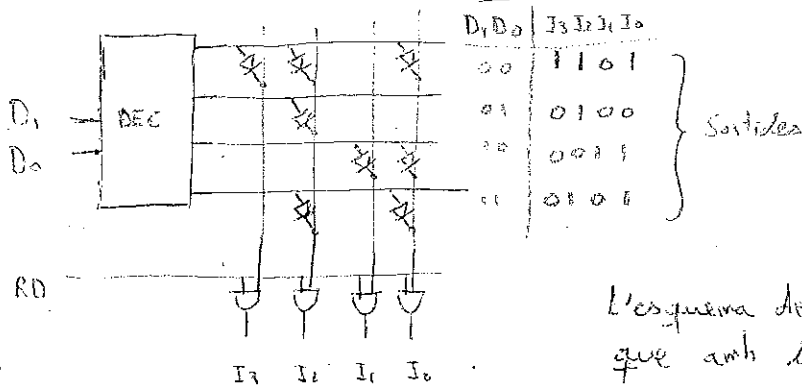 D₁ D₀ | I₃ I₂ I₁ I₀
00 | 1 1 0 1
01 | 0 1 0 0
10 | 0 0 1 1
11 | 0 1 0 1
Sortides
DEC
D₁
D₀
RD
I₃ I₂ I₁ I₀
L'esquema
que amb